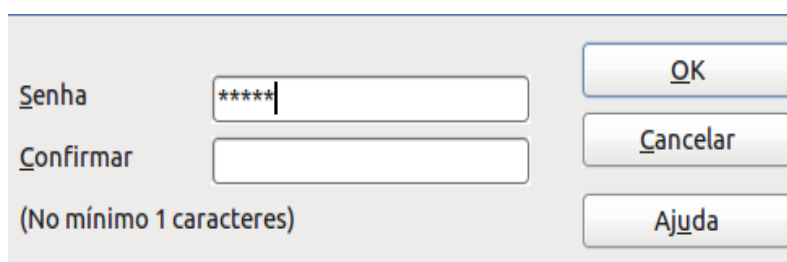 Senha *****
Confirmar
(No mínimo 1 caracteres)
OK
Cancelar
Ajuda